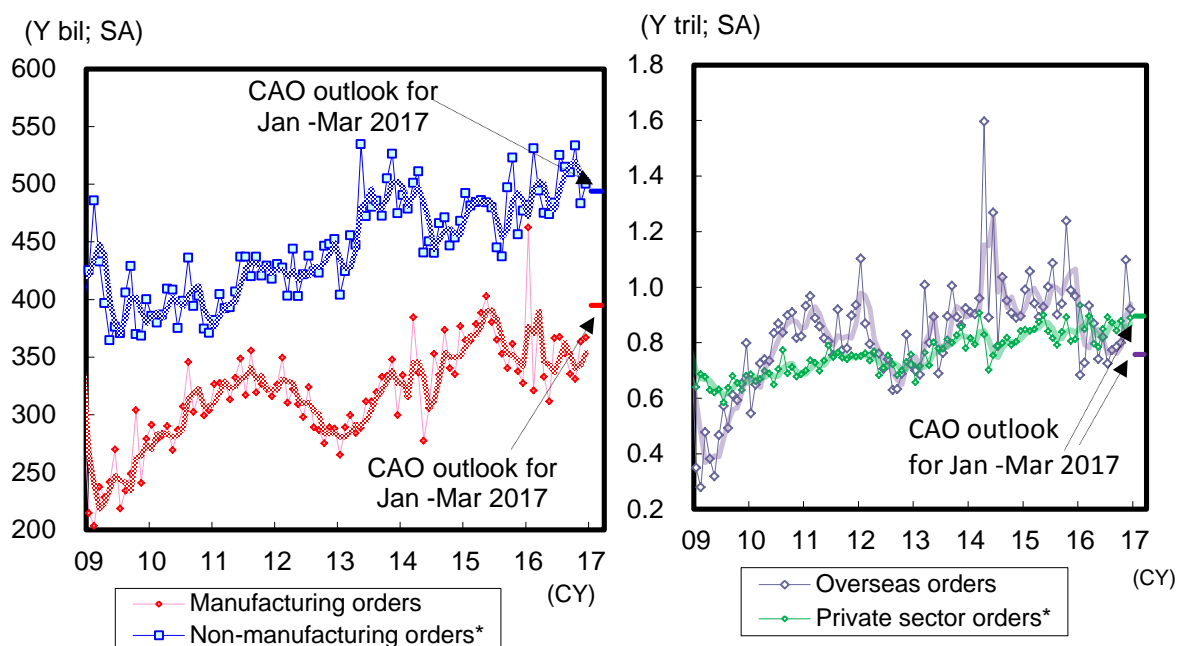 (Y bil; SA)
600
550
500
450
400
350
300
250
200
CAO outlook for
Jan -Mar 2017
CAO outlook for
Jan -Mar 2017
09 10 11 12 13 14 15 16 17
(CY)
Manufacturing orders
Non-manufacturing orders*
(Y tril; SA)
1.8
1.6
1.4
1.2
1.0
0.8
0.6
0.4
0.2
CAO outlook
for Jan -Mar 2017
09 10 11 12 13 14 15 16 17
(CY)
Overseas orders
Private sector orders*